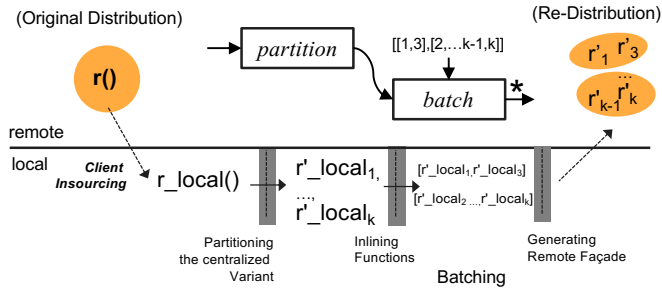 (Original Distribution)
(Re-Distribution)
r()
partition
[[1,3],[2,...k-1,k]]
batch
*
r'1 r'3
...
r'k-1 r'k
remote
local
Client
Insourcing
r_local()
r'_local1,
...,
r'_localk
[r'_local1,r'_local3]
[r'_local2 ...,r'_localk]
Partitioning
the centralized
Variant
Inlining
Functions
Batching
Generating
Remote Façade